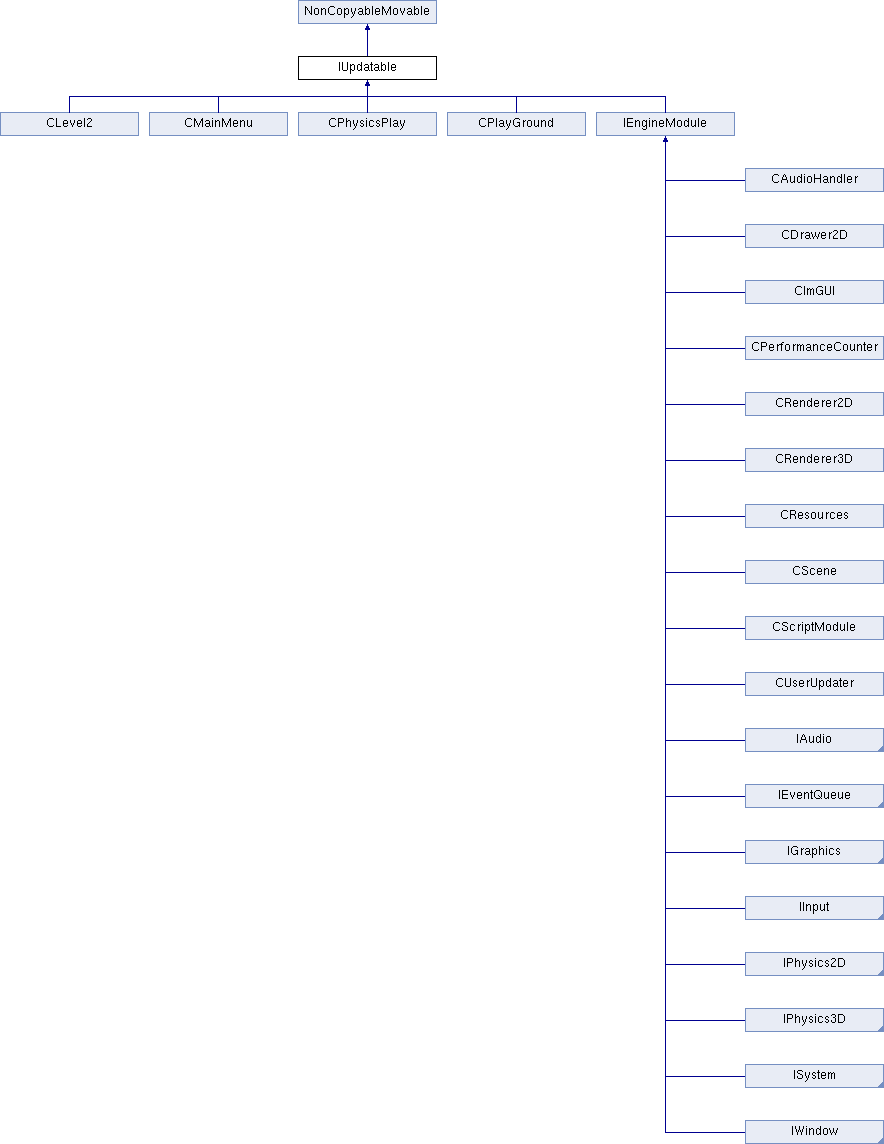 NonCopyableMovable
IUpdatable
CLevel2 CMainMenu CPhysicsPlay CPlayGround IEngineModule
CAudioHandler
CDrawer2D
CImGUI
CPerformanceCounter
CRenderer2D
CRenderer3D
CResources
CScene
CScriptModule
CUserUpdater
IAudio
IEventQueue
IGraphics
IInput
IPhysics2D
IPhysics3D
ISystem
IWindow